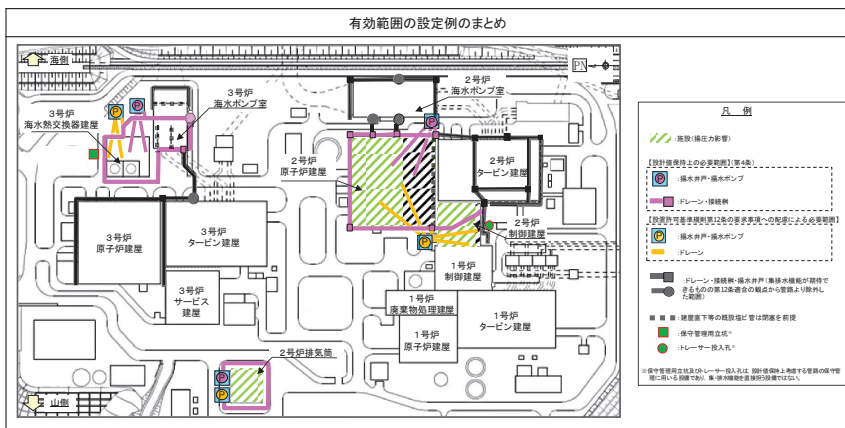 有効範囲の設定例のまとめ
海側
PN
3号炉
海水ポンプ室
2号炉
海水ポンプ室
3号炉
海水熱交換器建屋
P
P
P
2号炉
原子炉建屋
2号炉
タービン建屋
2号炉
制御建屋
P
3号炉
原子炉建屋
3号炉
タービン建屋
1号炉
制御建屋
3号炉
サービス
建屋
1号炉
廃棄物処理建屋
1号炉
タービン建屋
1号炉
原子炉建屋
2号炉排気筒
P
P
山側
凡 例
:施設(揚圧力影響)
【設計値保持上の必要範囲】(第4条)
P :揚水井戸・揚水ポンプ
:ドレーン・接続桝
【設置許可基準規則第12条の要求事項への配慮による必要範囲】
P :揚水井戸・揚水ポンプ
:ドレーン
:ドレーン・接続桝・揚水井戸(集排水機能が期待で
きるものの第12条適合の観点から管路より除外し
た範囲)
:建屋直下等の既設塩ビ管は閉塞を前提
:保守管理用立坑※
:トレーサー投入孔※
※保守管理用立坑及びトレーサー投入孔は、設計値保持上考慮する管路の保守管
理に用いる設備であり、集・排水機能を直接担う設備ではない。